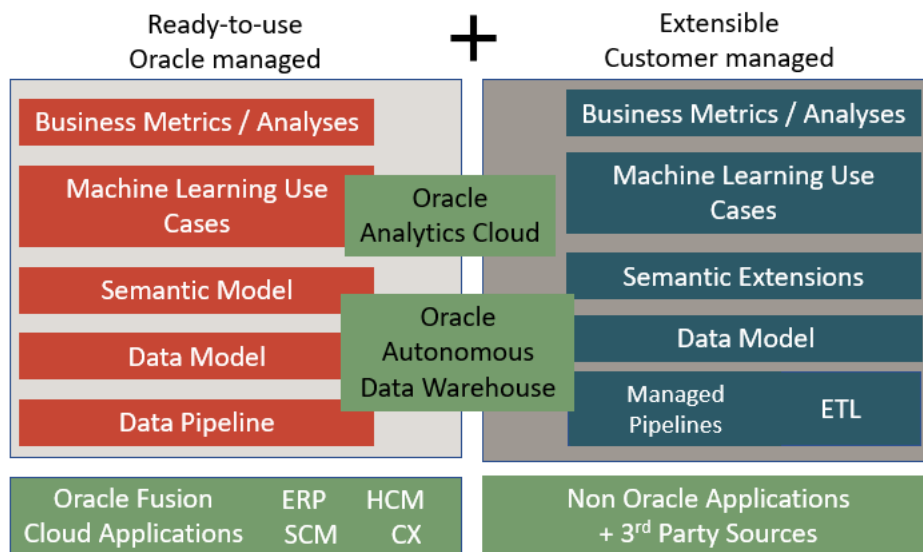 Ready-to-use
Oracle managed
+
Extensible
Customer managed
Business Metrics / Analyses
Machine Learning Use
Cases
Semantic Model
Data Model
Data Pipeline
Oracle
Analytics Cloud
Oracle
Autonomous
Data Warehouse
Business Metrics / Analyses
Machine Learning Use
Cases
Semantic Extensions
Data Model
Managed
Pipelines
ETL
Oracle Fusion
Cloud Applications
ERP HCM
SCM CX
Non Oracle Applications
+ 3rd Party Sources